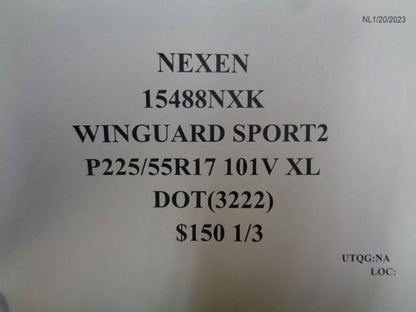 NL1/20/2023
NEXEN
15488NXK
WINGUARD SPORT2
P225/55R17 101V XL
DOT(3222)
$150 1/3
UTQG:NA
LOC: